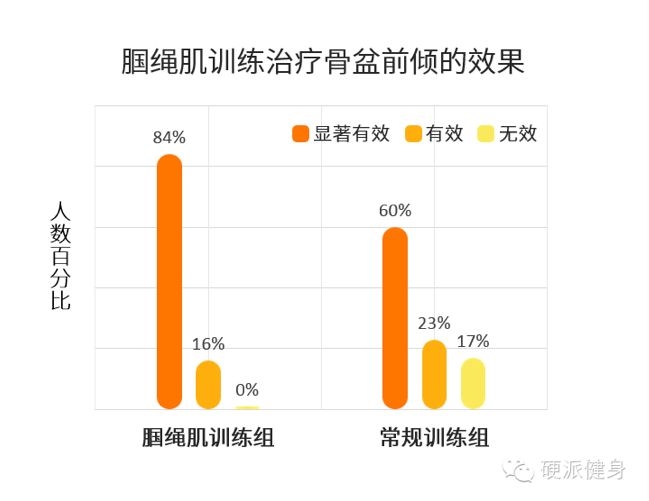 腘绳肌训练治疗骨盆前倾的效果
显著有效 有效 无效
84%
60%
23%
16%
17%
0%
人数百分比
腘绳肌训练组 常规训练组
硬派健身